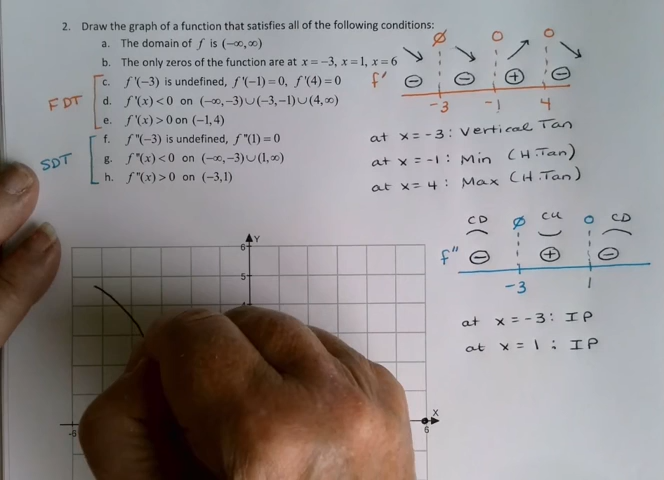 2. Draw the graph of a function that satisfies all of the following conditions:
a. The domain of f is (−∞,∞)
b. The only zeros of the function are at x = −3, x = 1, x = 6
FDT
c. f'(−3) is undefined, f'(−1) = 0, f'(4) = 0
d. f'(x) < 0 on (−∞,−3)∪(−3,−1)∪(4,∞)
e. f'(x) > 0 on (−1,4)
SDT
f. f"(−3) is undefined, f"(1) = 0
g. f"(x) < 0 on (−∞,−3)∪(1,∞)
h. f"(x) > 0 on (−3,1)
∅ 0 0
f' − − + −
−3 −1 4
at x = −3: Vertical Tan
at x = −1: Min (H.Tan)
at x = 4: Max (H.Tan)
CD ∅ CU 0 CD
f" − + −
−3 1
at x = −3: IP
at x = 1: IP
Y
6
5
X
-6
6